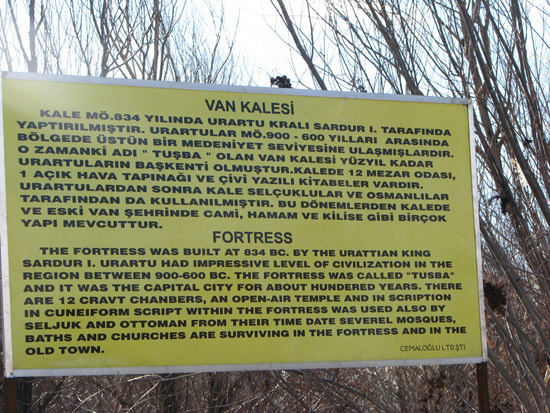 VAN KALESİ
KALE MÖ.834 YILINDA URARTU KRALI SARDUR I. TARAFINDA
YAPTIRILMIŞTIR. URARTULAR MÖ.900 - 600 YILLARI ARASINDA
BÖLGEDE ÜSTÜN BİR MEDENİYET SEVİYESINE ULAŞMIŞLARDI.
O ZAMANKİ ADI " TUŞBA " OLAN VAN KALESİ YÜZYIL KADAR
URARTULARIN BAŞKENTİ OLMUŞTUR.KALEDE 12 MEZAR ODASI,
1 AÇIK HAVA TAPINAĞI VE ÇİVİ YAZILI KİTABELER VARDIR.
URARTULARDAN SONRA KALE SELÇUKLULAR VE OSMANLILAR
TARAFINDAN DA KULLANILMIŞTIR. BU DÖNEMLERDEN KALEDE
VE ESKİ VAN ŞEHRINDE CAMİ, HAMAM VE KİLİSE GİBİ BİRÇOK
YAPI MEVCUTTUR.
FORTRESS
THE FORTRESS WAS BUILT AT 834 BC. BY THE URATTIAN KING
SARDUR I. URARTU HAD IMPRESSIVE LEVEL OF CIVILIZATION IN THE
REGION BETWEEN 900-600 BC. THE FORTRESS WAS CALLED "TUSBA"
AND IT WAS THE CAPITAL CITY FOR ABOUT HUNDERED YEARS. THERE
ARE 12 CRAVT CHANBERS, AN OPEN-AIR TEMPLE AND IN SCRIPTION
IN CUNEIFORM SCRIPT WITHIN THE FORTRESS WAS USED ALSO BY
SELJUK AND OTTOMAN FROM THEIR TIME DATE SEVEREL MOSQUES,
BATHS AND CHURCHES ARE SURVIVING IN THE FORTRESS AND IN THE
OLD TOWN.
CEMALOĞLU LTD.ŞTİ